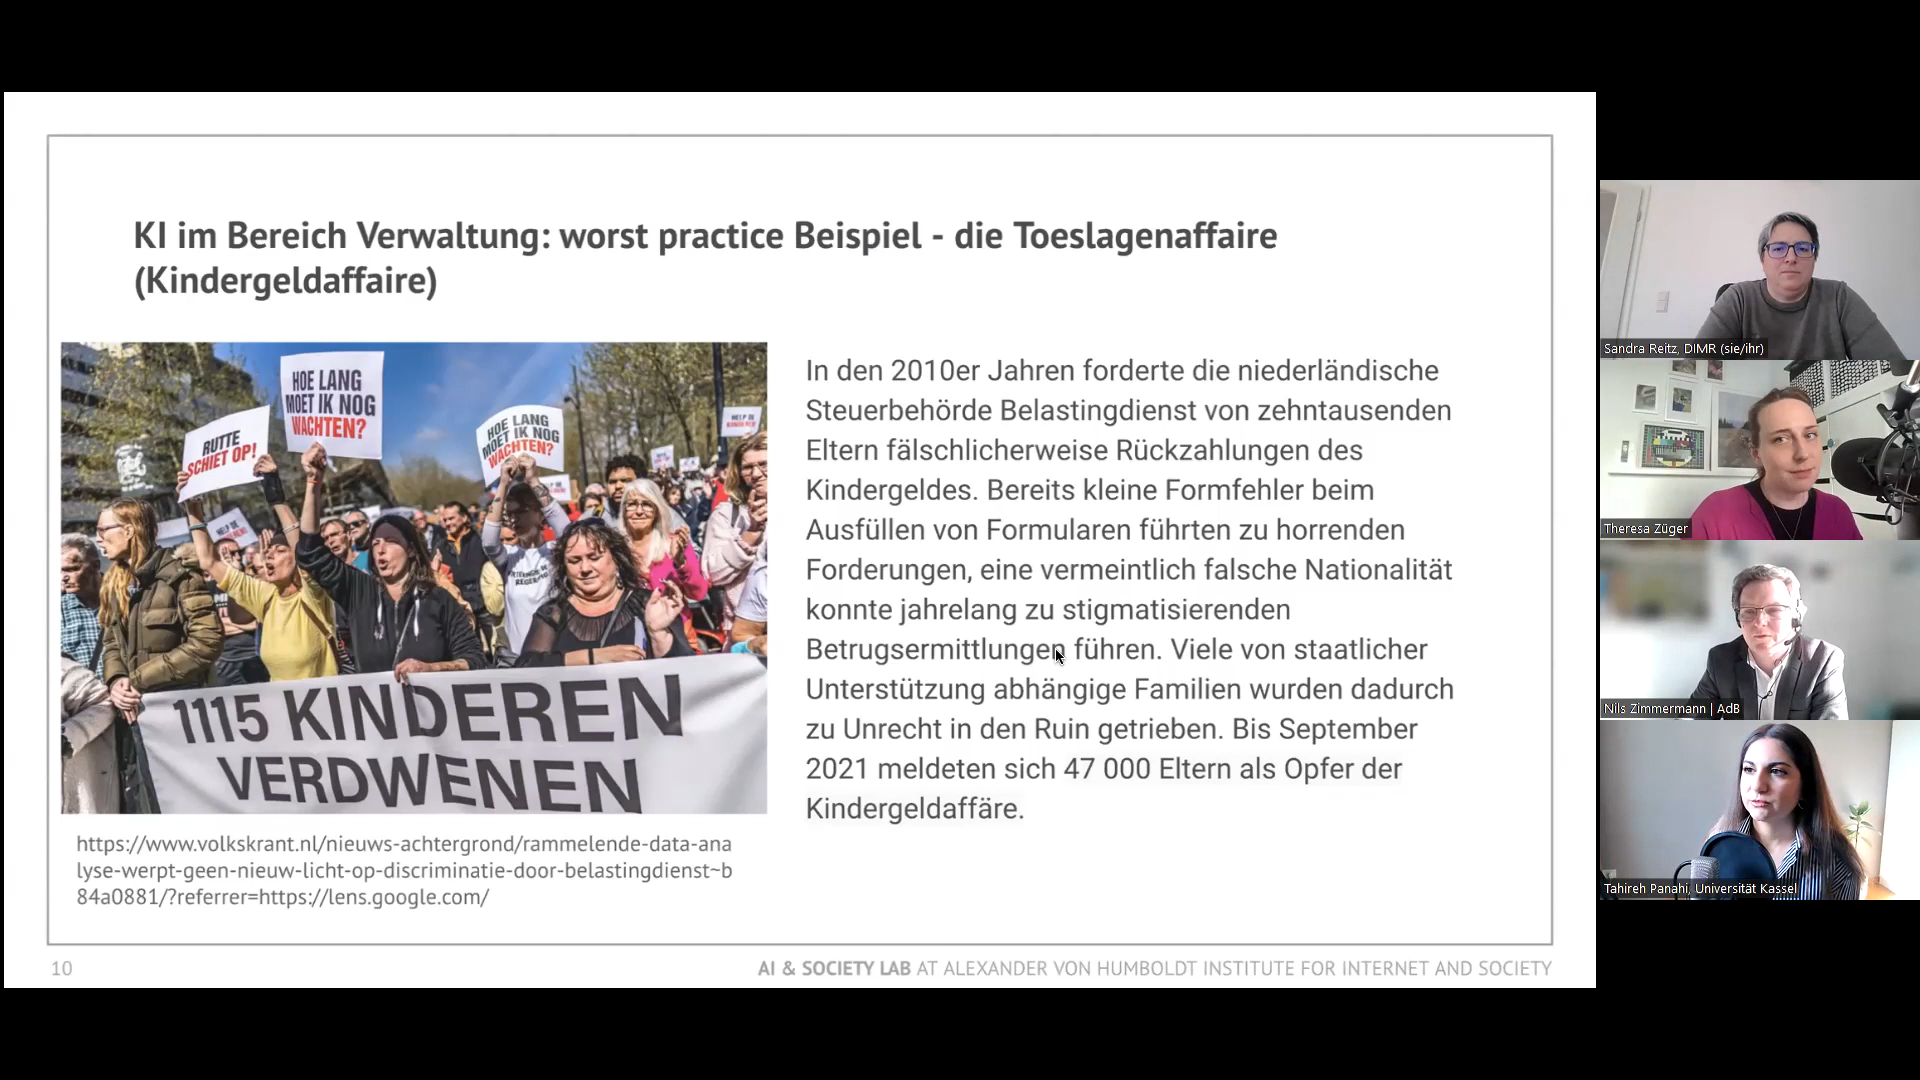 KI im Bereich Verwaltung: worst practice Beispiel - die Toeslagenaffaire
(Kindergeldaffaire)
HOE LANG
MOET IK NOG
WACHTEN?
RUTTE
SCHIET OP!
HOE LANG
MOET IK NOG
WACHTEN?
1115 KINDEREN
VERDWENEN
https://www.volkskrant.nl/nieuws-achtergrond/rammelende-data-ana
lyse-werpt-geen-nieuw-licht-op-discriminatie-door-belastingdienst~b
84a0881/?referrer=https://lens.google.com/
In den 2010er Jahren forderte die niederländische
Steuerbehörde Belastingdienst von zehntausenden
Eltern fälschlicherweise Rückzahlungen des
Kindergeldes. Bereits kleine Formfehler beim
Ausfüllen von Formularen führten zu horrenden
Forderungen, eine vermeintlich falsche Nationalität
konnte jahrelang zu stigmatisierenden
Betrugsermittlungen führen. Viele von staatlicher
Unterstützung abhängige Familien wurden dadurch
zu Unrecht in den Ruin getrieben. Bis September
2021 meldeten sich 47 000 Eltern als Opfer der
Kindergeldaffäre.
10
AI & SOCIETY LAB AT ALEXANDER VON HUMBOLDT INSTITUTE FOR INTERNET AND SOCIETY
Sandra Reitz, DIMR (sie/ihr)
Theresa Züger
Nils Zimmermann | AdB
Tahireh Panahi, Universität Kassel